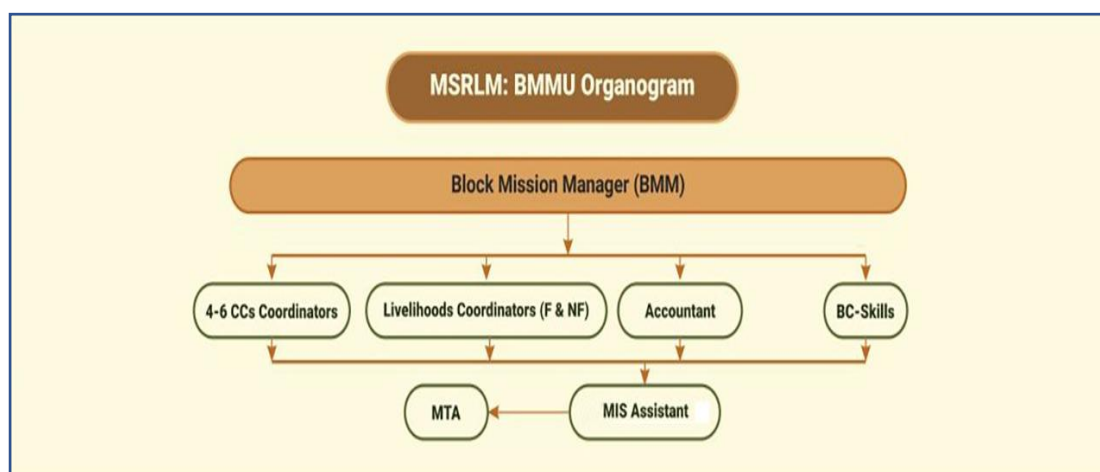 MSRLM: BMMU Organogram
Block Mission Manager (BMM)
4-6 CCs Coordinators
Livelihoods Coordinators (F & NF)
Accountant
BC-Skills
MTA
MIS Assistant